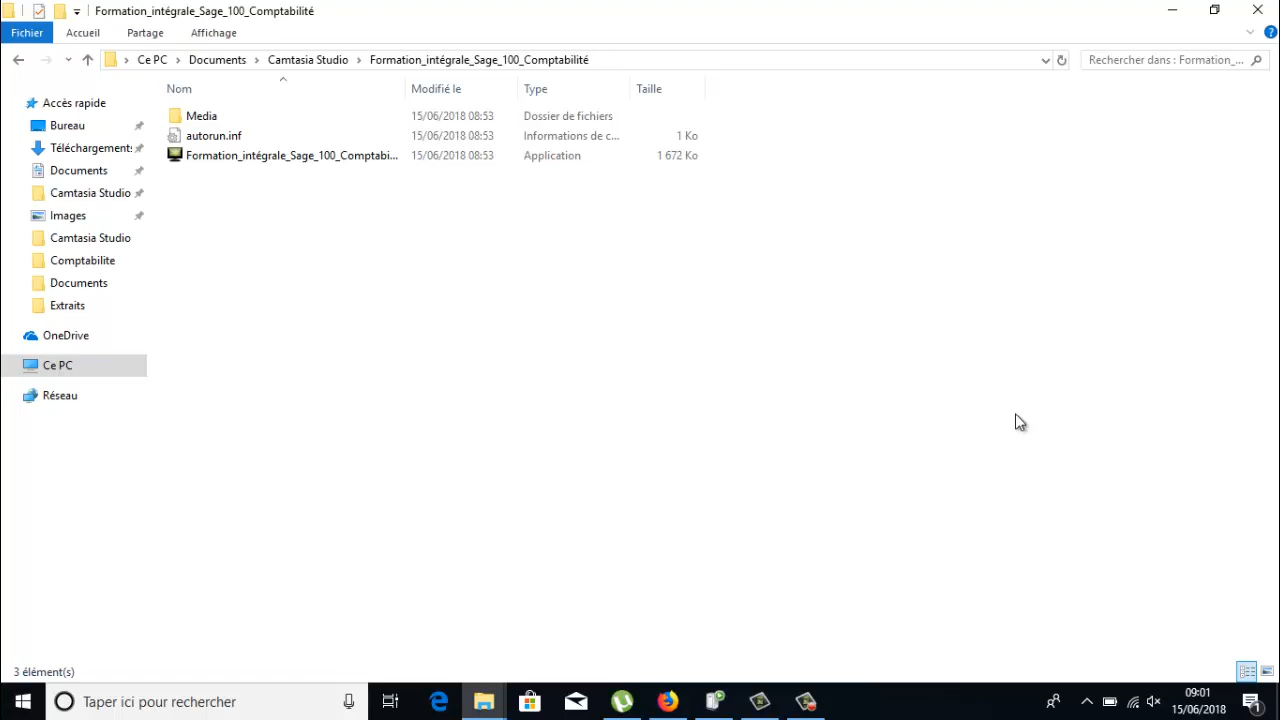 Formation_intégrale_Sage_100_Comptabilité
Fichier Accueil Partage Affichage
Ce PC Documents Camtasia Studio Formation_intégrale_Sage_100_Comptabilité Rechercher dans : Formation_...
Nom Modifié le Type Taille
Media 15/06/2018 08:53 Dossier de fichiers
autorun.inf 15/06/2018 08:53 Informations de c... 1 Ko
Formation_intégrale_Sage_100_Comptabi... 15/06/2018 08:53 Application 1 672 Ko
Accès rapide
Bureau
Téléchargements
Documents
Camtasia Studio
Images
Camtasia Studio
Comptabilite
Documents
Extraits
OneDrive
Ce PC
Réseau
3 élément(s)
Taper ici pour rechercher
09:01
15/06/2018
1